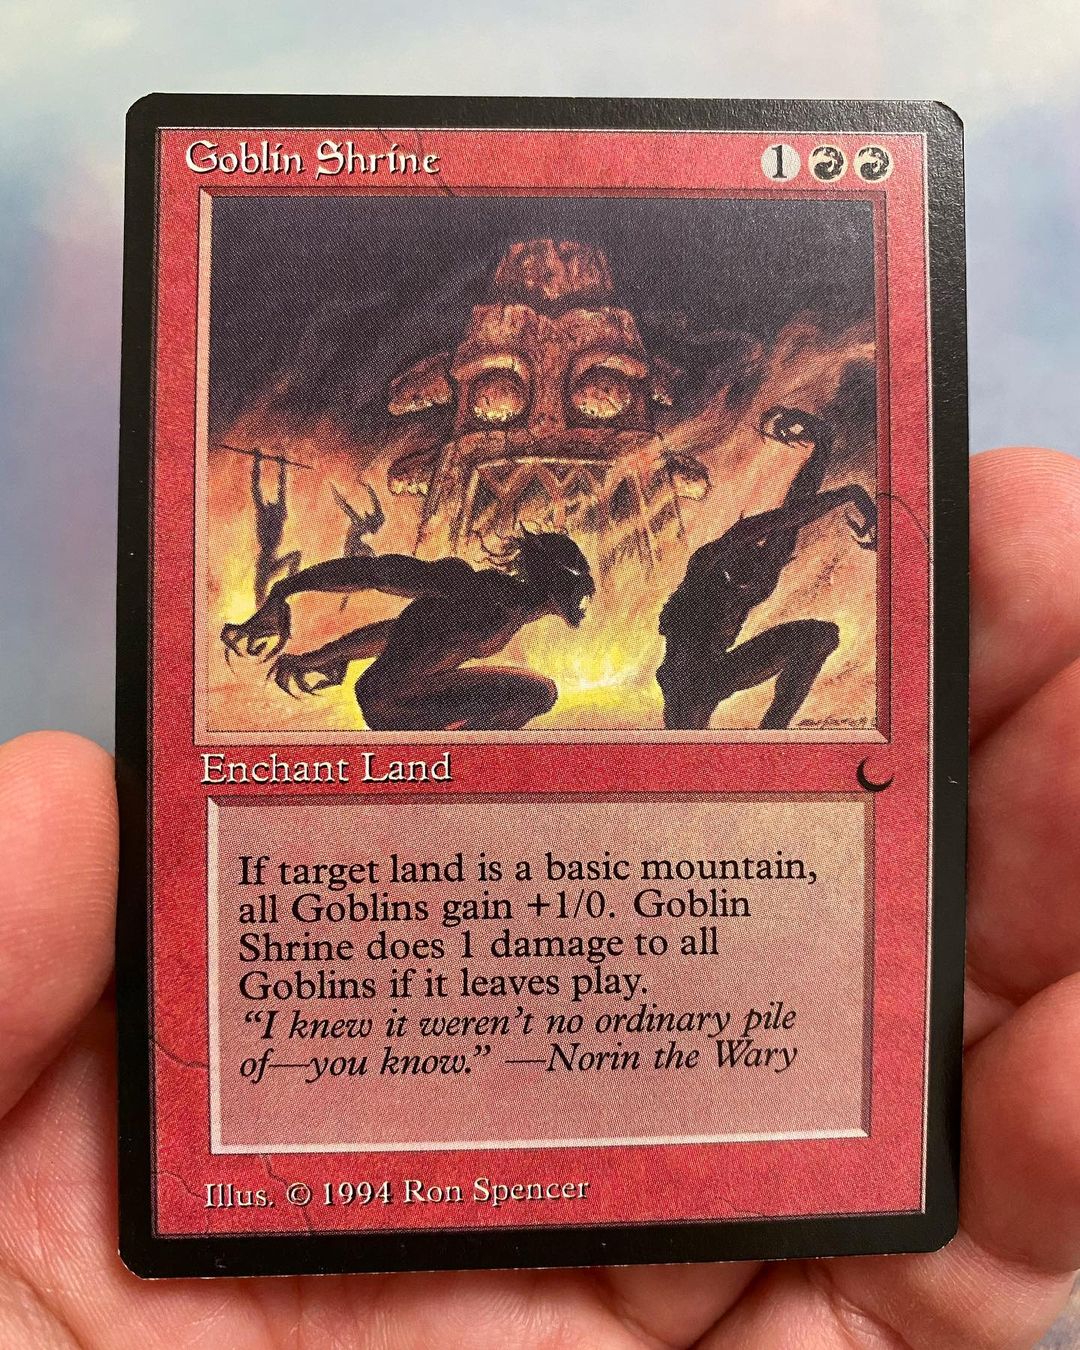 Goblin Shrine 1
Enchant Land
If target land is a basic mountain,
all Goblins gain +1/0. Goblin
Shrine does 1 damage to all
Goblins if it leaves play.
“I knew it weren’t no ordinary pile
of—you know.” —Norin the Wary
Illus. © 1994 Ron Spencer